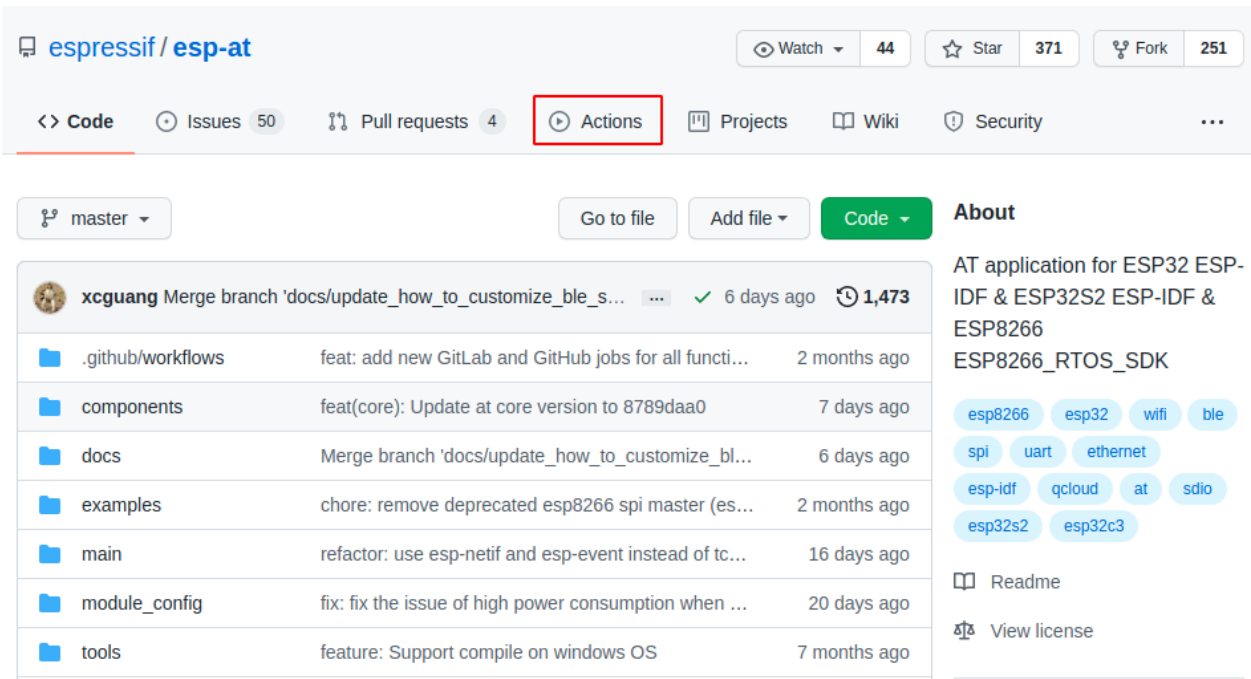 espressif / esp-at
Watch 44 Star 371 Fork 251
Code Issues 50 Pull requests 4 Actions Projects Wiki Security ...
master Go to file Add file Code
xcguang Merge branch 'docs/update_how_to_customize_ble_s... ... 6 days ago 1,473
.github/workflows feat: add new GitLab and GitHub jobs for all functi... 2 months ago
components feat(core): Update at core version to 8789daa0 7 days ago
docs Merge branch 'docs/update_how_to_customize_bl... 6 days ago
examples chore: remove deprecated esp8266 spi master (es... 2 months ago
main refactor: use esp-netif and esp-event instead of tc... 16 days ago
module_config fix: fix the issue of high power consumption when ... 20 days ago
tools feature: Support compile on windows OS 7 months ago
About
AT application for ESP32 ESP-
IDF & ESP32S2 ESP-IDF &
ESP8266
ESP8266_RTOS_SDK
esp8266 esp32 wifi ble
spi uart ethernet
esp-idf qcloud at sdio
esp32s2 esp32c3
Readme
View license